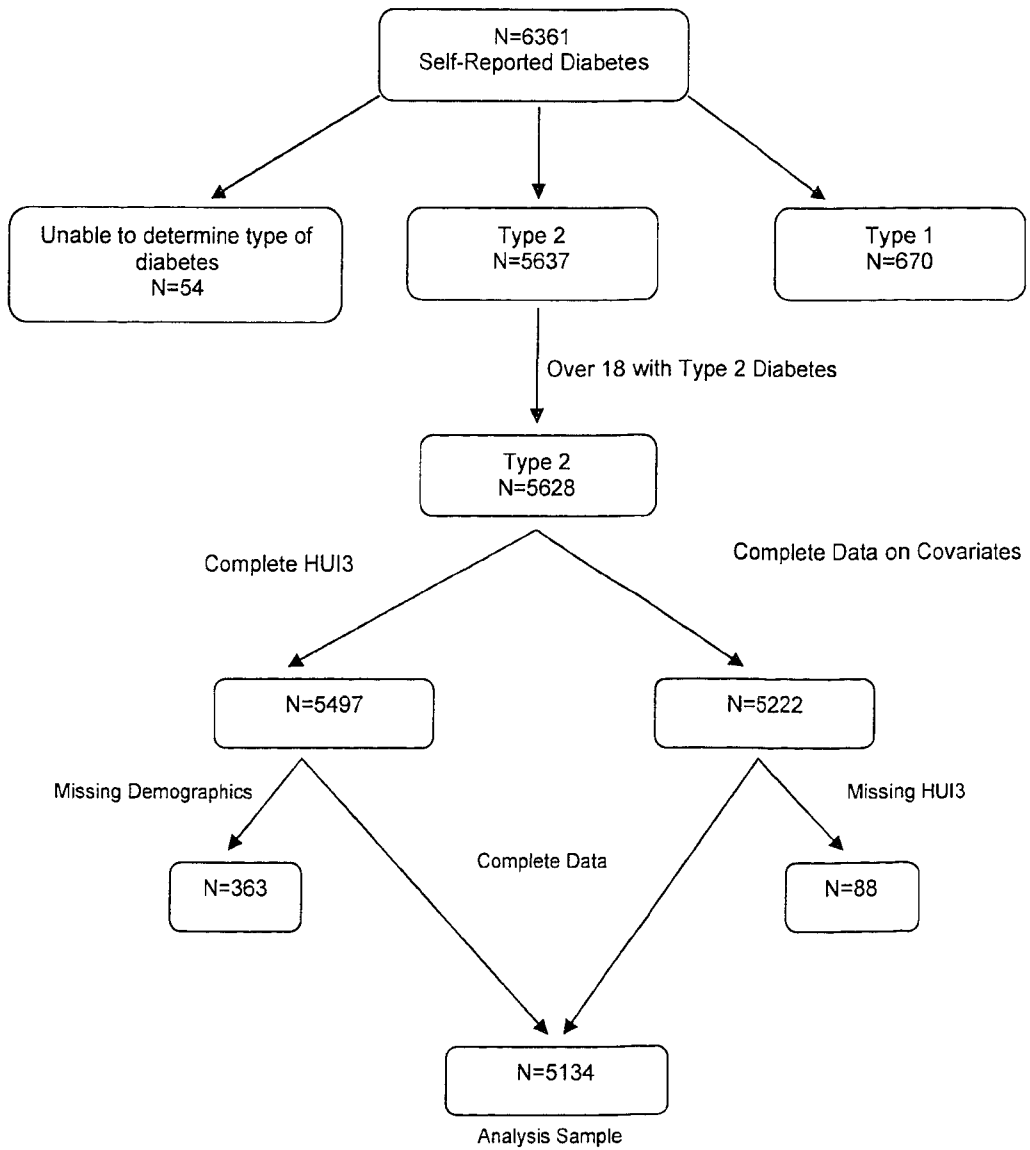 N=6361
Self-Reported Diabetes
Unable to determine type of
diabetes
N=54
Type 2
N=5637
Type 1
N=670
Over 18 with Type 2 Diabetes
Type 2
N=5628
Complete HUI3
Complete Data on Covariates
N=5497
N=5222
Missing Demographics
Missing HUI3
N=363
Complete Data
N=88
N=5134
Analysis Sample